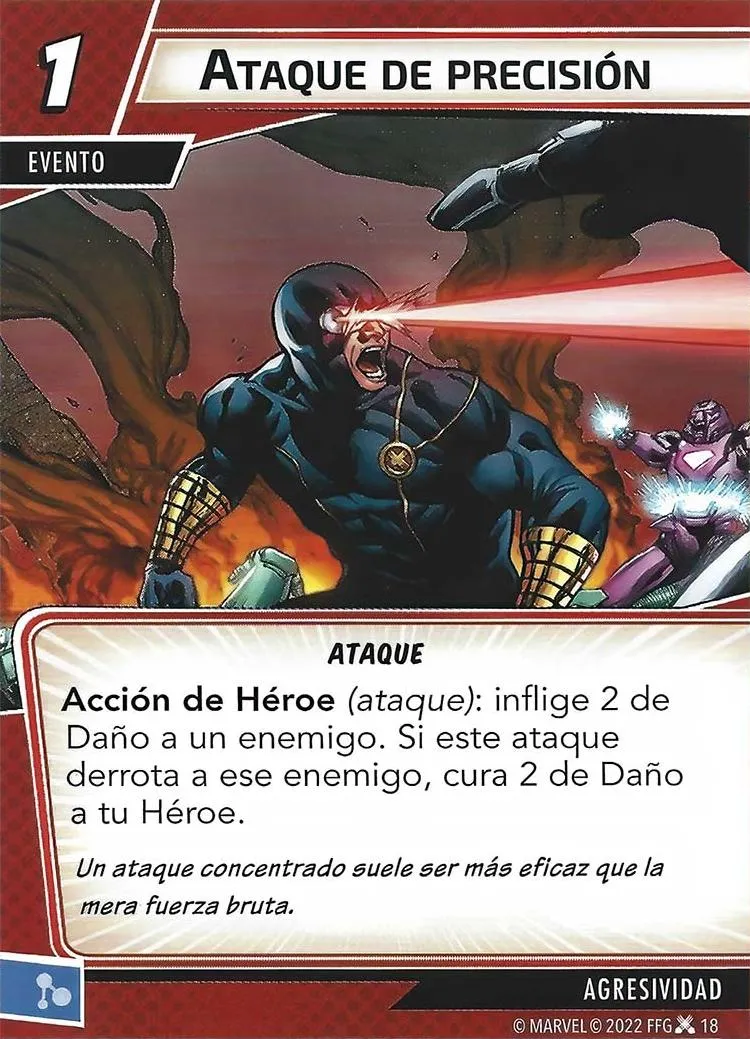 1
ATAQUE DE PRECISIÓN
EVENTO
ATAQUE
Acción de Héroe (ataque): inflige 2 de
Daño a un enemigo. Si este ataque
derrota a ese enemigo, cura 2 de Daño
a tu Héroe.
Un ataque concentrado suele ser más eficaz que la
mera fuerza bruta.
AGRESIVIDAD
© MARVEL © 2022 FFG 18